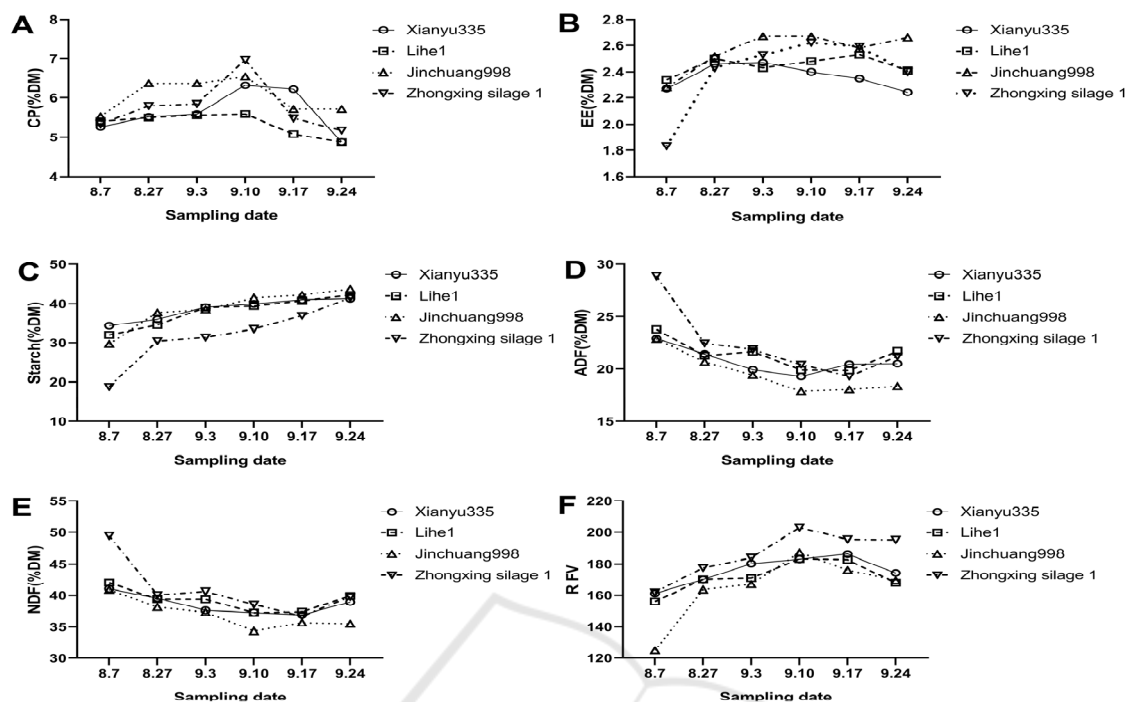 A
CP(%DM)
8
7
6
5
4
8.7 8.27 9.3 9.10 9.17 9.24
Sampling date
Xianyu335
Lihe1
Jinchuang998
Zhongxing silage 1
B
EE(%DM)
2.8
2.6
2.4
2.2
2.0
1.8
1.6
8.7 8.27 9.3 9.10 9.17 9.24
Sampling date
Xianyu335
Lihe1
Jinchuang998
Zhongxing silage 1
C
Starch(%DM)
50
40
30
20
10
8.7 8.27 9.3 9.10 9.17 9.24
Sampling date
Xianyu335
Lihe1
Jinchuang998
Zhongxing silage 1
D
ADF(%DM)
30
25
20
15
8.7 8.27 9.3 9.10 9.17 9.24
Sampling date
Xianyu335
Lihe1
Jinchuang998
Zhongxing silage 1
E
NDF(%DM)
55
50
45
40
35
30
8.7 8.27 9.3 9.10 9.17 9.24
Sampling date
Xianyu335
Lihe1
Jinchuang998
Zhongxing silage 1
F
R FV
220
200
180
160
140
120
8.7 8.27 9.3 9.10 9.17 9.24
Sampling date
Xianyu335
Lihe1
Jinchuang998
Zhongxing silage 1